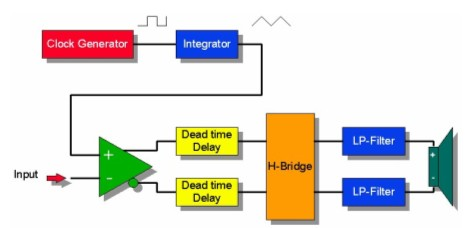 Clock Generator
Integrator
+
Dead time
Delay
LP-Filter
+
H-Bridge
Input
-
Dead time
Delay
LP-Filter
-